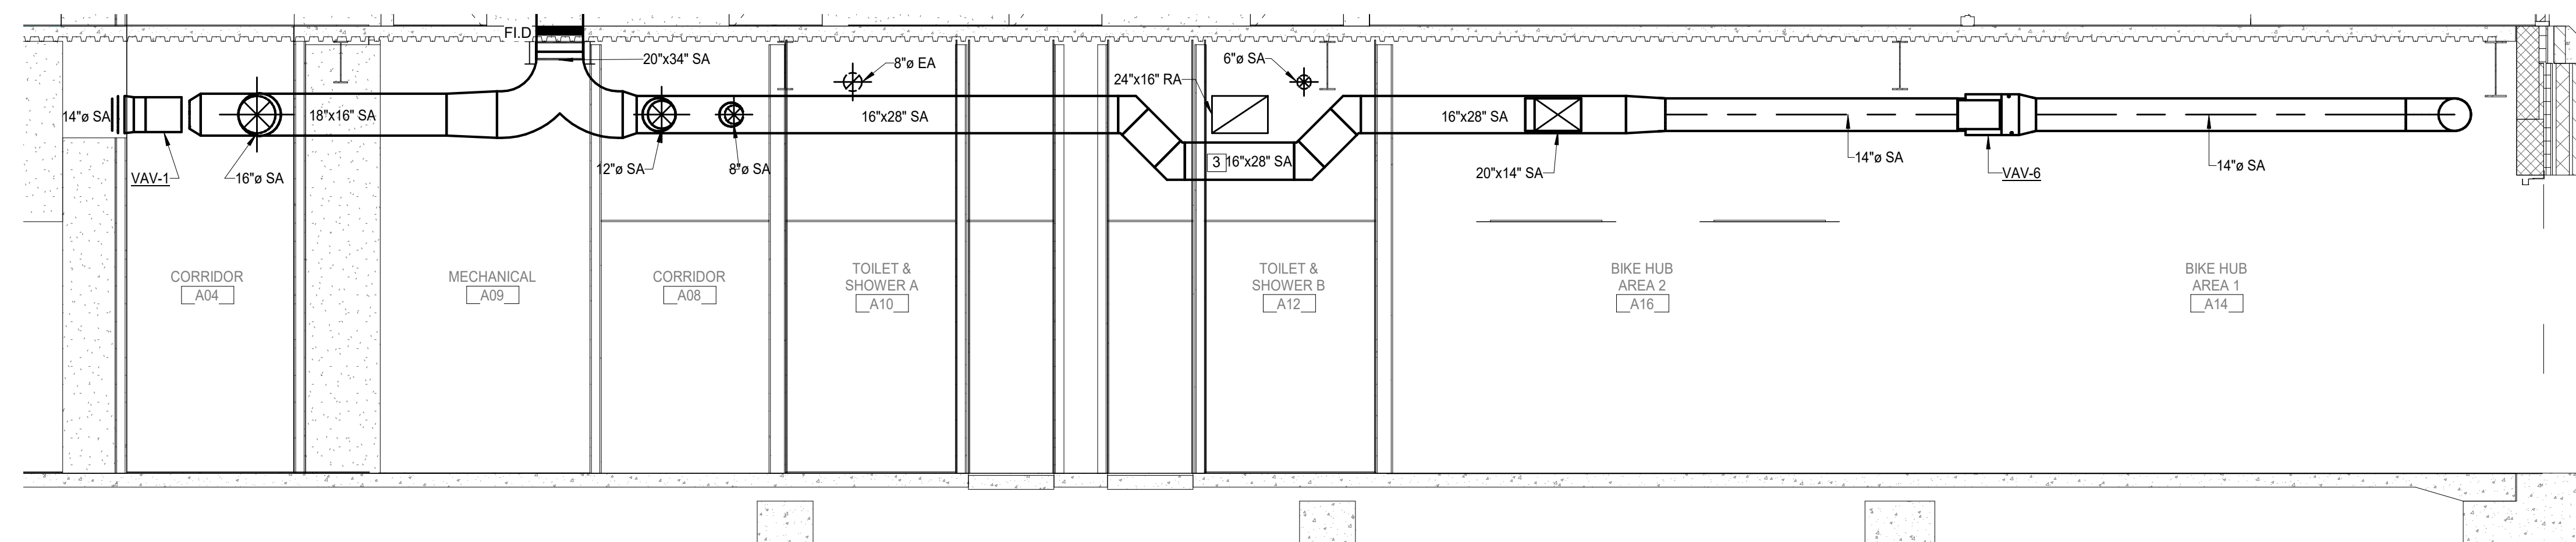 FI.D
20"x34" SA
8"ø EA
6"ø SA
24"x16" RA
14"ø SA
18"x16" SA
16"x28" SA
16"x28" SA
3 16"x28" SA
VAV-1
16"ø SA
12"ø SA
8"ø SA
20"x14" SA
14"ø SA
VAV-6
14"ø SA
CORRIDOR
A04
MECHANICAL
A09
CORRIDOR
A08
TOILET &
SHOWER A
A10
TOILET &
SHOWER B
A12
BIKE HUB
AREA 2
A16
BIKE HUB
AREA 1
A14